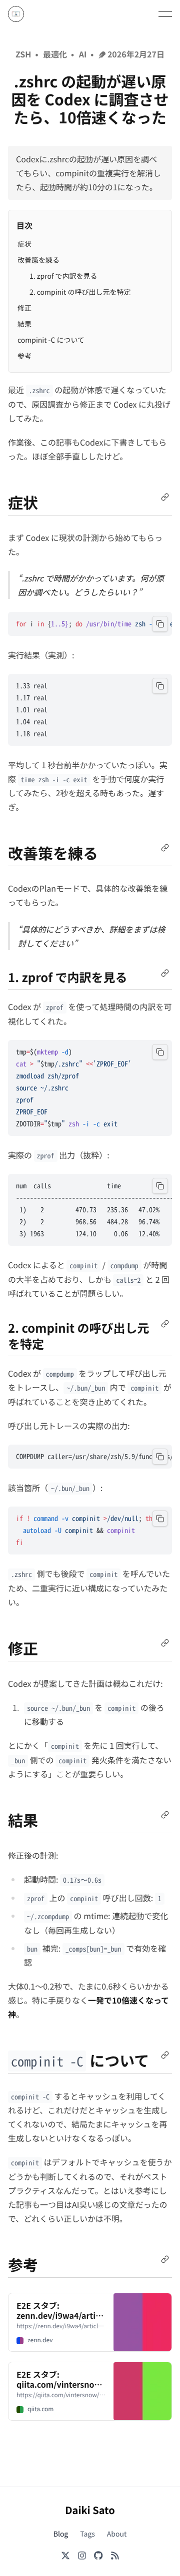 ZSH • 最適化 • AI • 2026年2月27日
.zshrc の起動が遅い原
因を Codex に調査させ
たら、10倍速くなった
Codexに.zshrcの起動が遅い原因を調べ
てもらい、compinitの重複実行を解消し
たら、起動時間が約10分の1になった。
目次
症状
改善策を練る
1. zprof で内訳を見る
2. compinit の呼び出し元を特定
修正
結果
compinit -C について
参考
最近 .zshrc の起動が体感で遅くなっていた
ので、原因調査から修正まで Codex に丸投げ
してみた。
作業後、この記事もCodexに下書きしてもら
った。ほぼ全部手直ししたけど。
症状
まず Codex に現状の計測から始めてもらっ
た。
“.zshrc で時間がかかっています。何が原
因か調べたい。どうしたらいい？”
for i in {1..5}; do /usr/bin/time zsh -
実行結果（実測）:
1.33 real
1.17 real
1.01 real
1.04 real
1.18 real
平均して 1 秒台前半かかっていたっぽい。実
際 time zsh -i -c exit を手動で何度か実行
してみたら、2秒を超える時もあった。遅す
ぎ。
改善策を練る
CodexのPlanモードで、具体的な改善策を練
ってもらった。
“具体的にどうすべきか、詳細をまずは検
討してください”
1. zprof で内訳を見る
Codex が zprof を使って処理時間の内訳を可
視化してくれた。
tmp=$(mktemp -d)
cat > "$tmp/.zshrc" <<'ZPROF_EOF'
zmodload zsh/zprof
source ~/.zshrc
zprof
ZPROF_EOF
ZDOTDIR="$tmp" zsh -i -c exit
実際の zprof 出力（抜粋）:
num calls time
1) 2 470.73 235.36 47.02%
2) 2 968.56 484.28 96.74%
3) 1963 124.10 0.06 12.40%
Codex によると compinit / compdump が時間
の大半を占めており、しかも calls=2 と 2 回
呼ばれていることが問題らしい。
2. compinit の呼び出し元
を特定
Codex が compdump をラップして呼び出し元
をトレースし、 ~/.bun/_bun 内で compinit が
呼ばれていることを突き止めてくれた。
呼び出し元トレースの実際の出力:
COMPDUMP caller=/usr/share/zsh/5.9/func
該当箇所（ ~/.bun/_bun ）:
if ! command -v compinit >/dev/null; th
autoload -U compinit && compinit
fi
.zshrc 側でも後段で compinit を呼んでいた
ため、二重実行に近い構成になっていたみた
い。
修正
Codex が提案してきた計画は概ねこれだけ:
1. source ~/.bun/_bun を compinit の後ろ
に移動する
とにかく「 compinit を先に 1 回実行して、
_bun 側での compinit 発火条件を満たさない
ようにする」ことが重要らしい。
結果
修正後の計測:
起動時間: 0.17s〜0.6s
zprof 上の compinit 呼び出し回数: 1
~/.zcompdump の mtime: 連続起動で変化
なし（毎回再生成しない）
bun 補完: _comps[bun]=_bun で有効を確
認
大体0.1〜0.2秒で、たまに0.6秒くらいかかる
感じ。特に手戻りなく一発で10倍速くなって
神。
compinit -C について
compinit -C するとキャッシュを利用してく
れるけど、これだけだとキャッシュを生成し
てくれないので、結局たまにキャッシュを再
生成しないといけなくなるっぽい。
compinit はデフォルトでキャッシュを使うか
どうかも判断してくれるので、それがベスト
プラクティスなんだって。とはいえ参考にし
た記事も一つ目はAI臭い感じの文章だったの
で、どれくらい正しいかは不明。
参考
E2E スタブ:
zenn.dev/i9wa4/arti…
https://zenn.dev/i9wa4/articl…
zenn.dev
E2E スタブ:
qiita.com/vintersno…
https://qiita.com/vintersnow/…
qiita.com
Daiki Sato
Blog Tags About